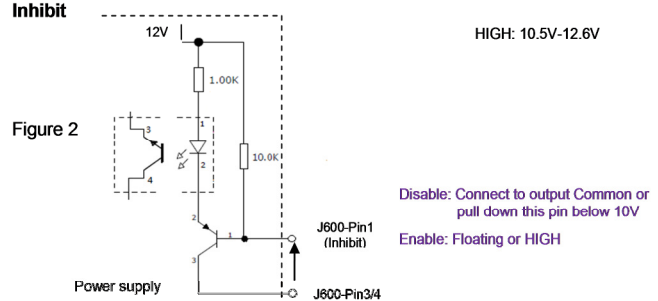 Inhibit
12V
HIGH: 10.5V-12.6V
1.00K
Figure 2
3
1
4
2
10.0K
Disable: Connect to output Common or
pull down this pin below 10V
2
1
J600-Pin1
(Inhibit)
Enable: Floating or HIGH
3
Power supply
J600-Pin3/4